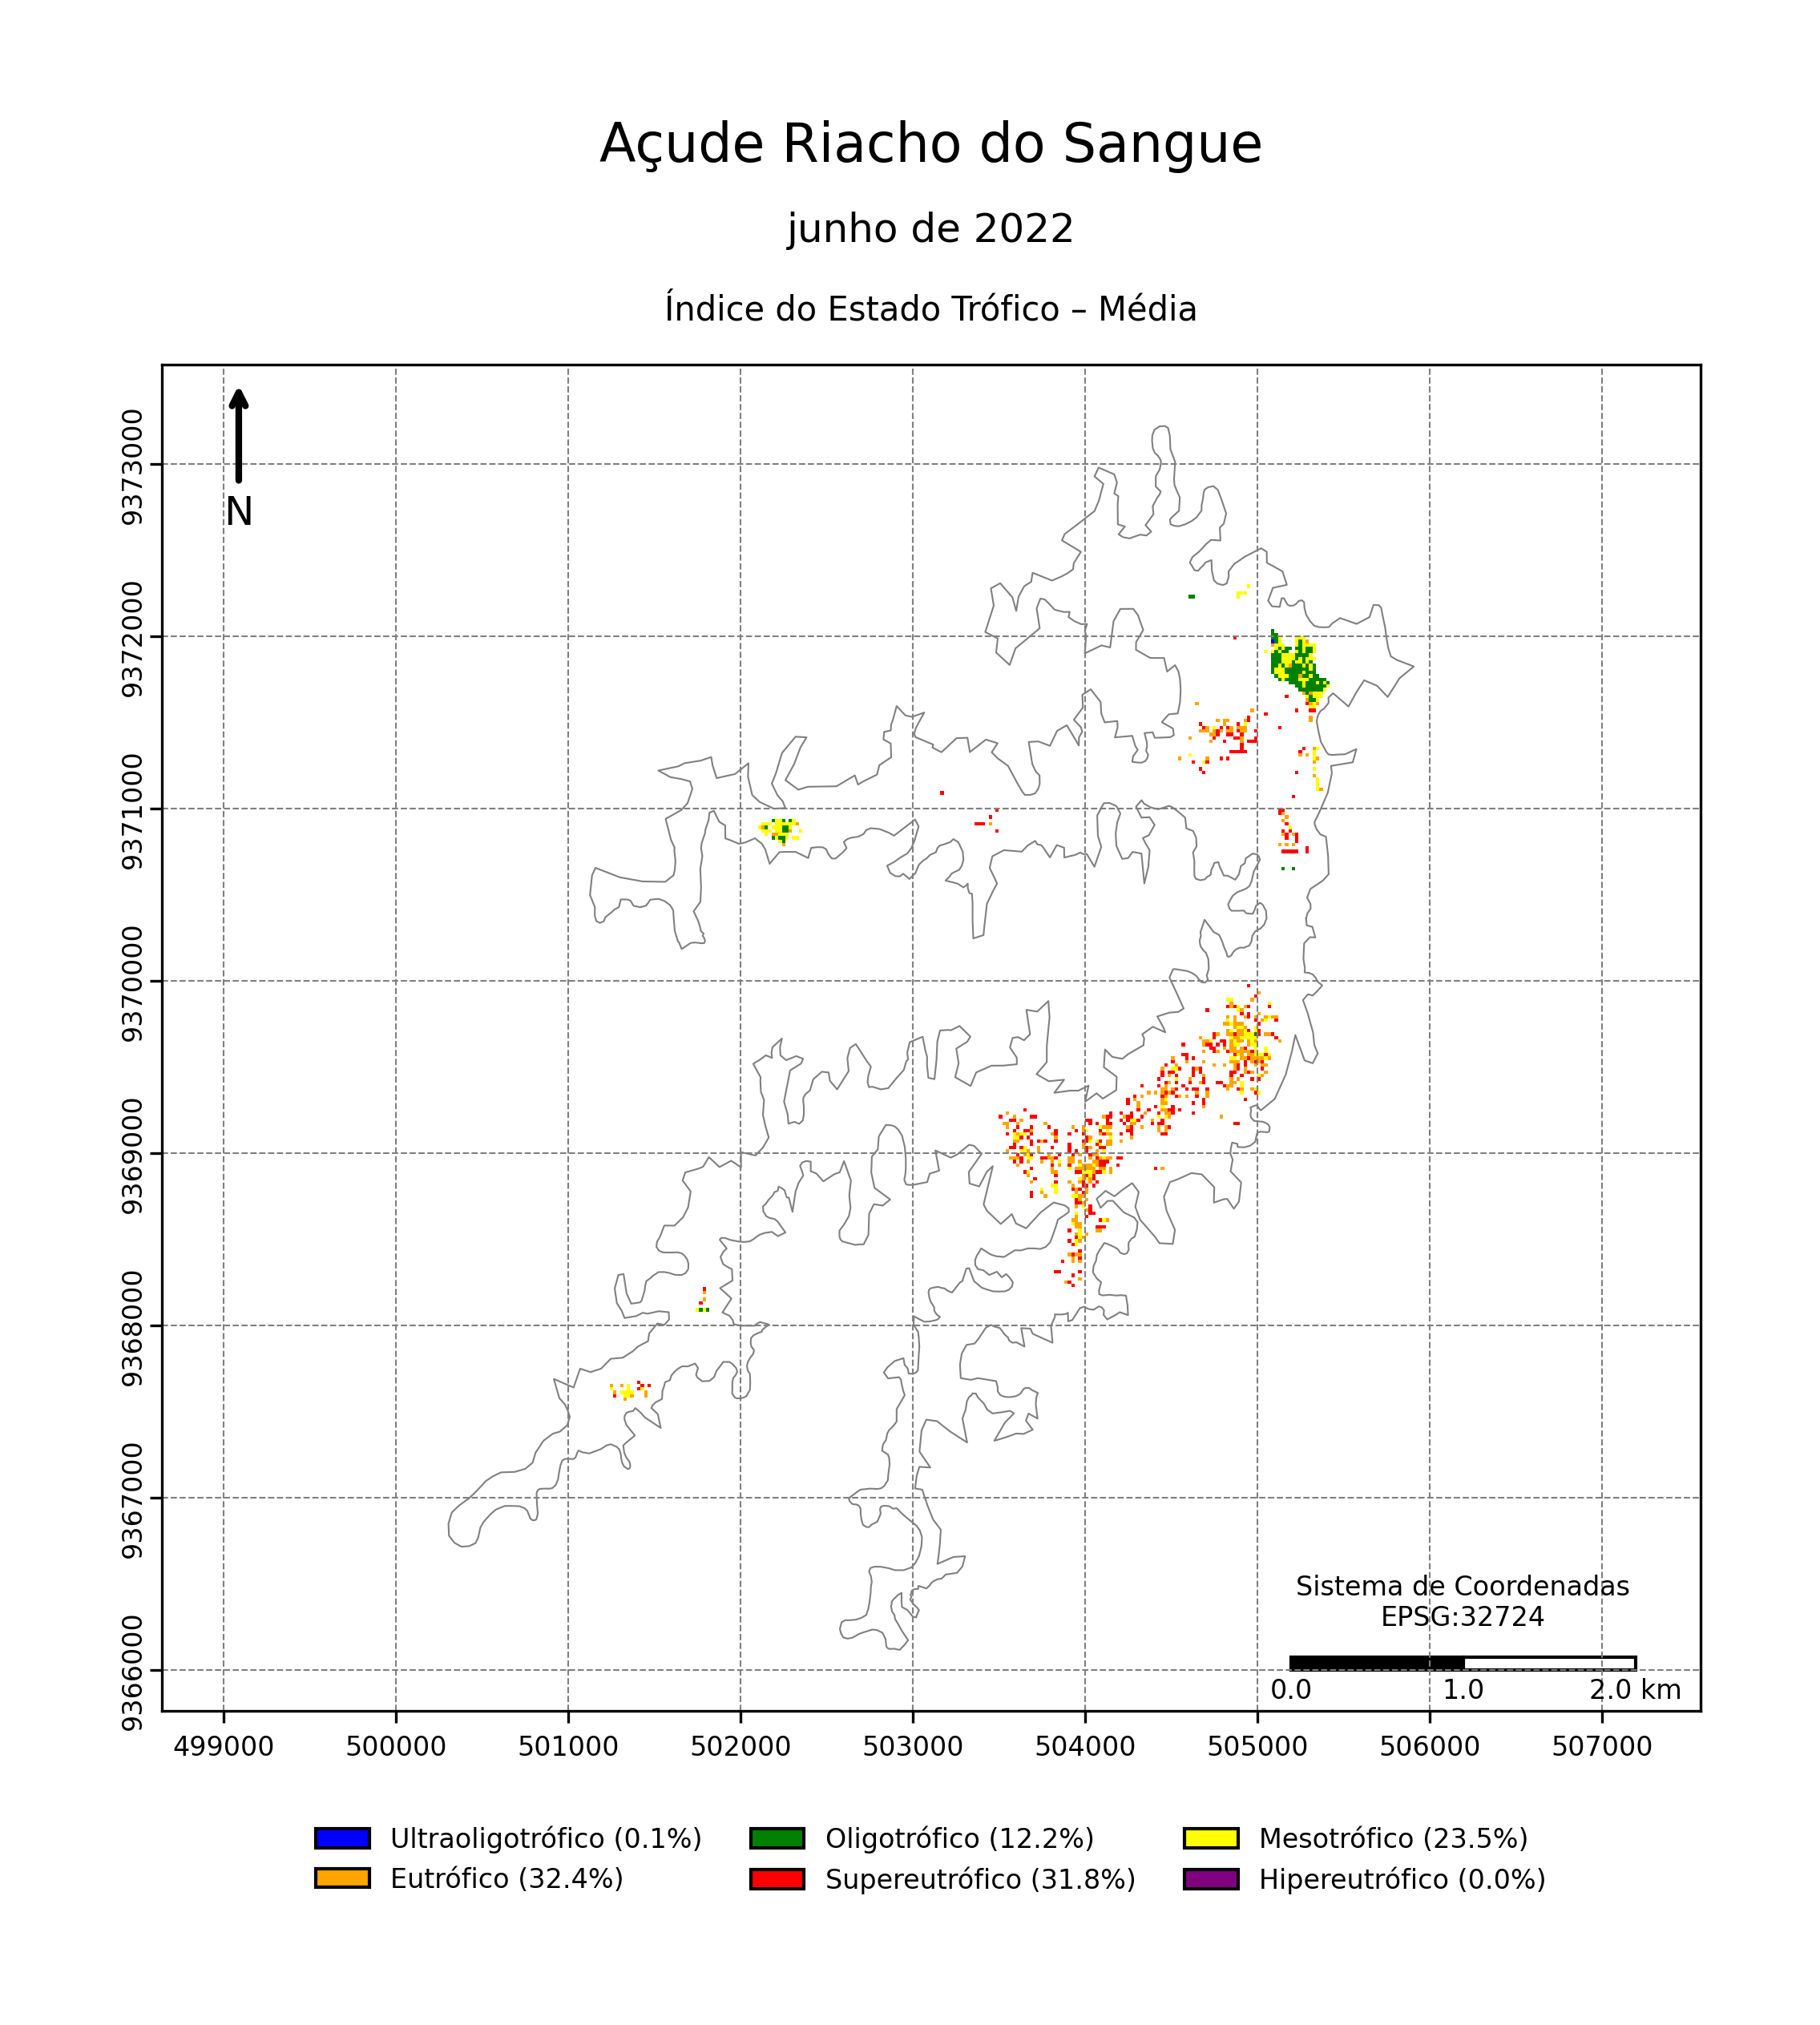 Açude Riacho do Sangue
junho de 2022
Índice do Estado Trófico – Média
N
9373000
9372000
9371000
9370000
9369000
9368000
9367000
9366000
Sistema de Coordenadas
EPSG:32724
0.0 1.0 2.0 km
499000 500000 501000 502000 503000 504000 505000 506000 507000
Ultraoligotrófico (0.1%) Oligotrófico (12.2%) Mesotrófico (23.5%)
Eutrófico (32.4%) Supereutrófico (31.8%) Hipereutrófico (0.0%)